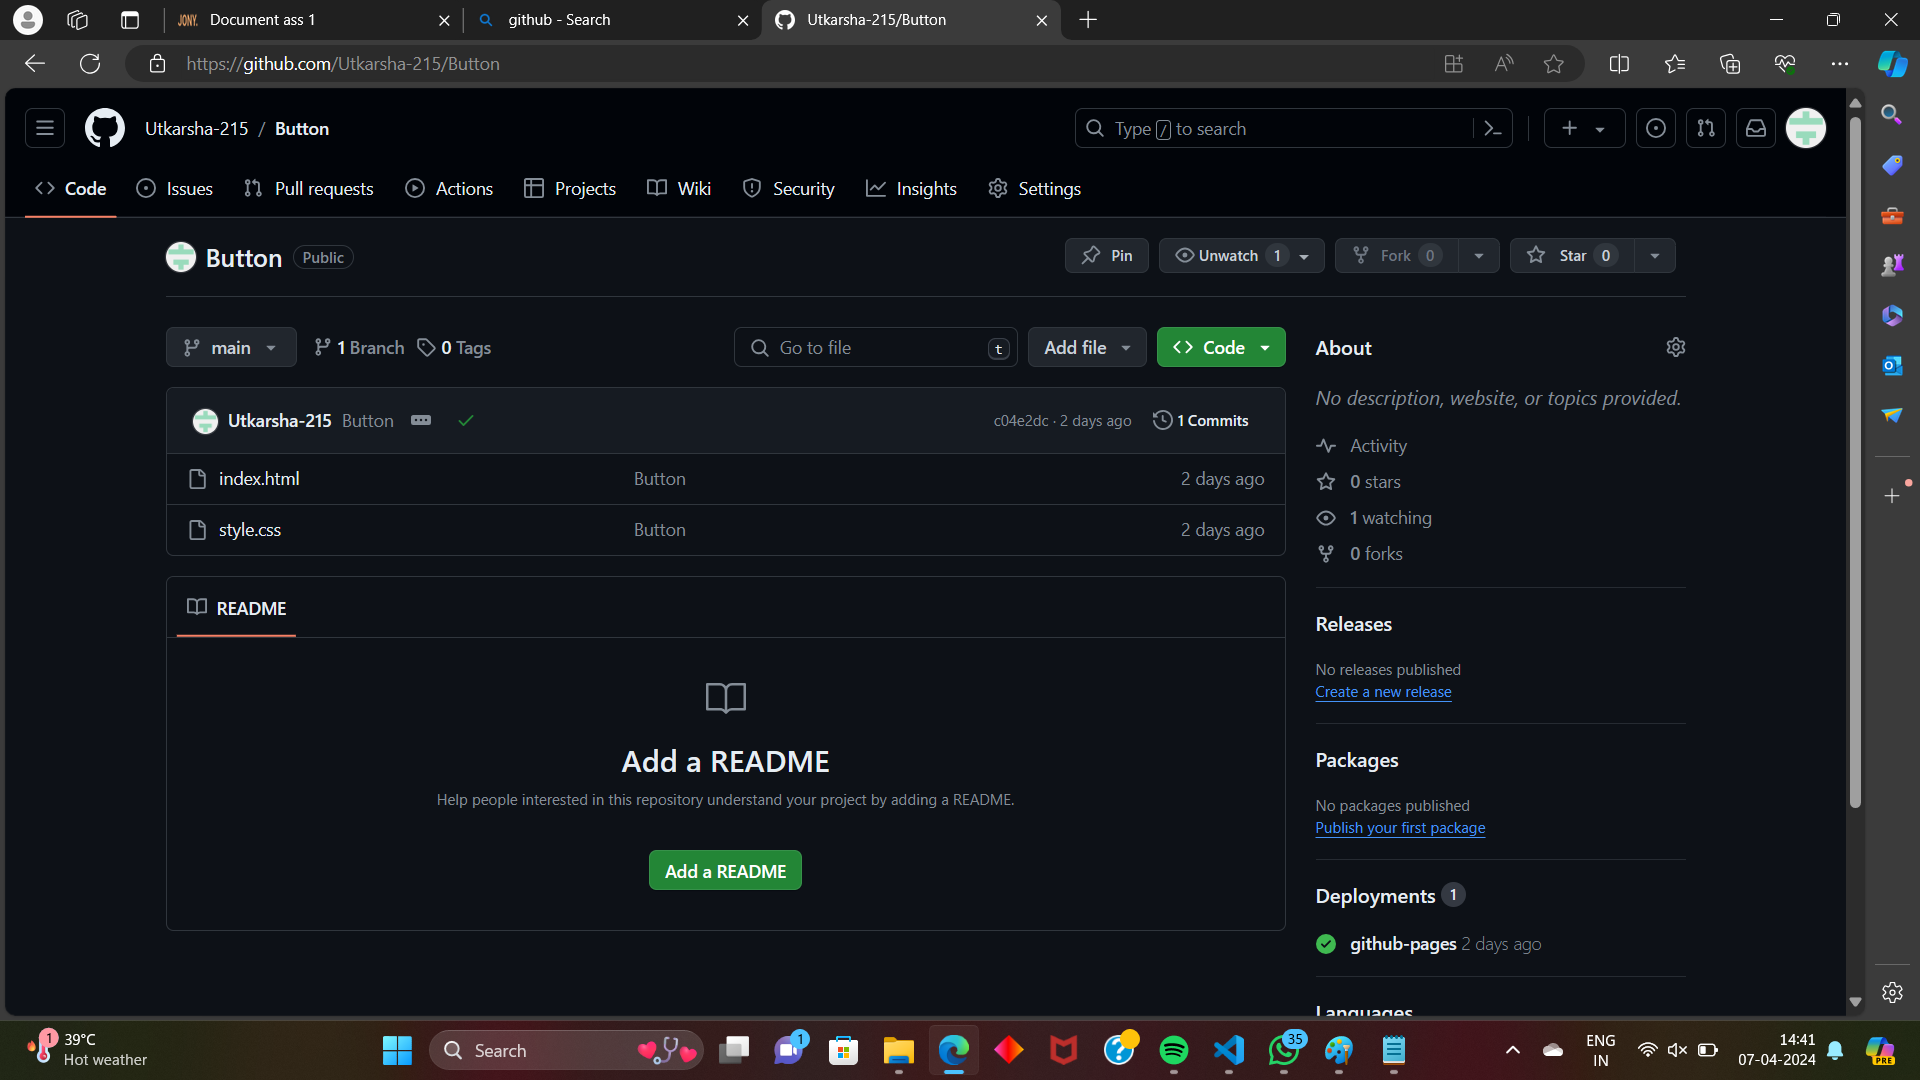 JONY. Document ass 1
github - Search
Utkarsha-215/Button
https://github.com/Utkarsha-215/Button
Utkarsha-215 / Button
Type / to search
Code
Issues
Pull requests
Actions
Projects
Wiki
Security
Insights
Settings
Button Public
Pin
Unwatch 1
Fork 0
Star 0
main
1 Branch
0 Tags
Go to file t
Add file
Code
About
No description, website, or topics provided.
Utkarsha-215 Button
c04e2dc · 2 days ago
1 Commits
index.html Button 2 days ago
style.css Button 2 days ago
Activity
0 stars
1 watching
0 forks
README
Add a README
Help people interested in this repository understand your project by adding a README.
Add a README
Releases
No releases published
Create a new release
Packages
No packages published
Publish your first package
Deployments 1
github-pages 2 days ago
Languages
1
39°C
Hot weather
Search
1
35
ENG
IN
14:41
07-04-2024
PRE